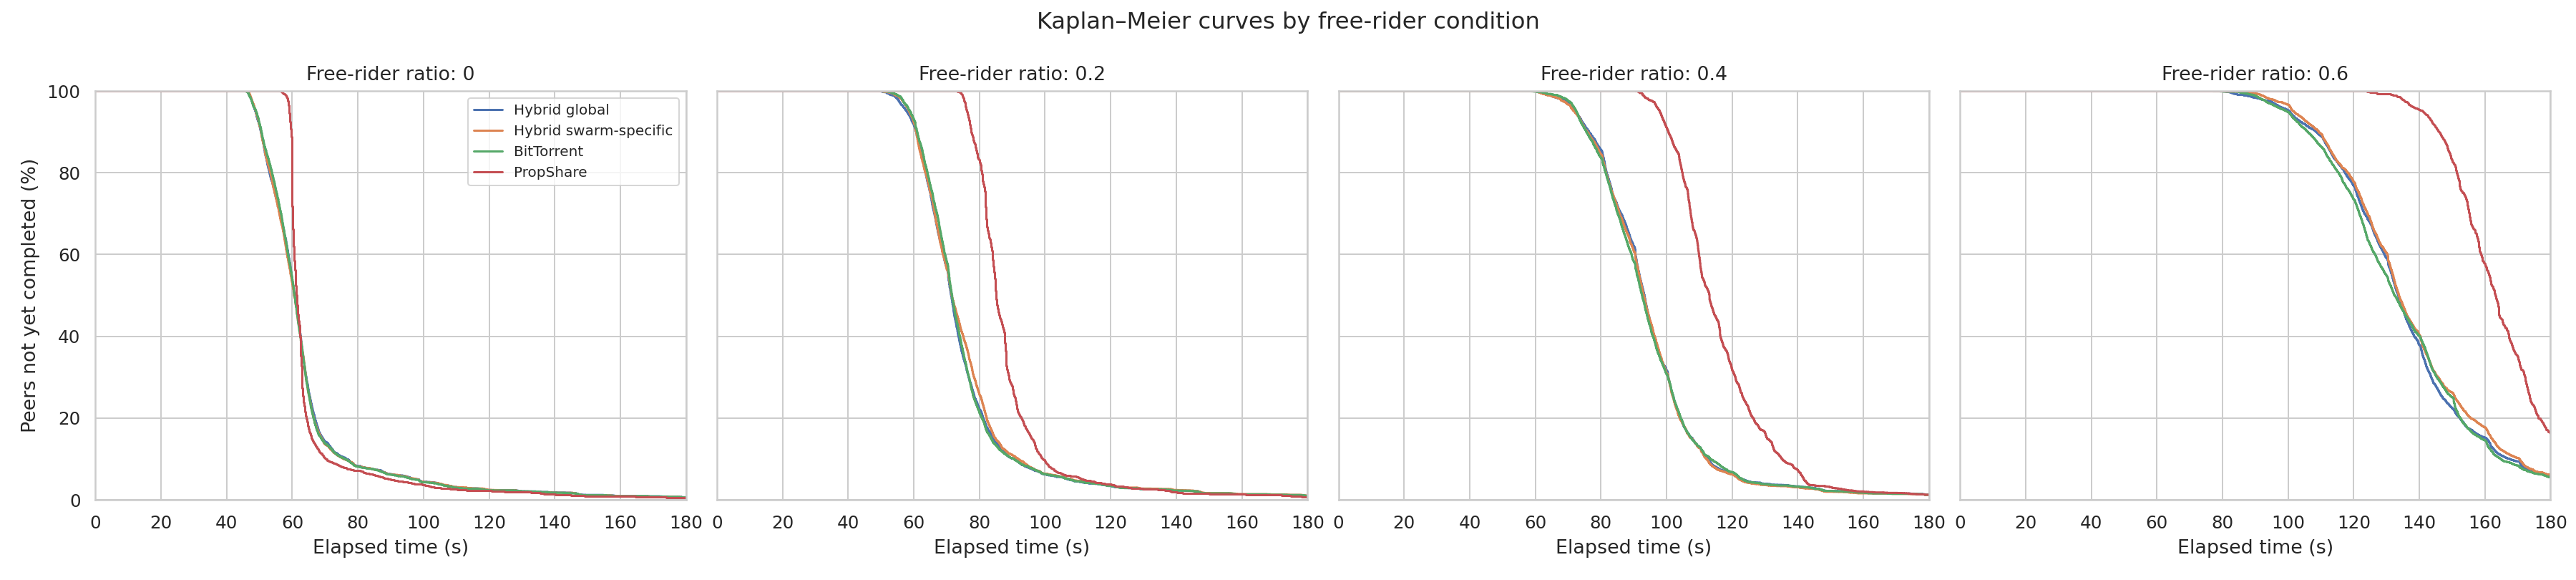 Kaplan–Meier curves by free-rider condition
Free-rider ratio: 0
Free-rider ratio: 0.2
Free-rider ratio: 0.4
Free-rider ratio: 0.6
Peers not yet completed (%)
100
80
60
40
20
0
Hybrid global
Hybrid swarm-specific
BitTorrent
PropShare
0 20 40 60 80 100 120 140 160 180
0 20 40 60 80 100 120 140 160 180
0 20 40 60 80 100 120 140 160 180
0 20 40 60 80 100 120 140 160 180
Elapsed time (s)
Elapsed time (s)
Elapsed time (s)
Elapsed time (s)